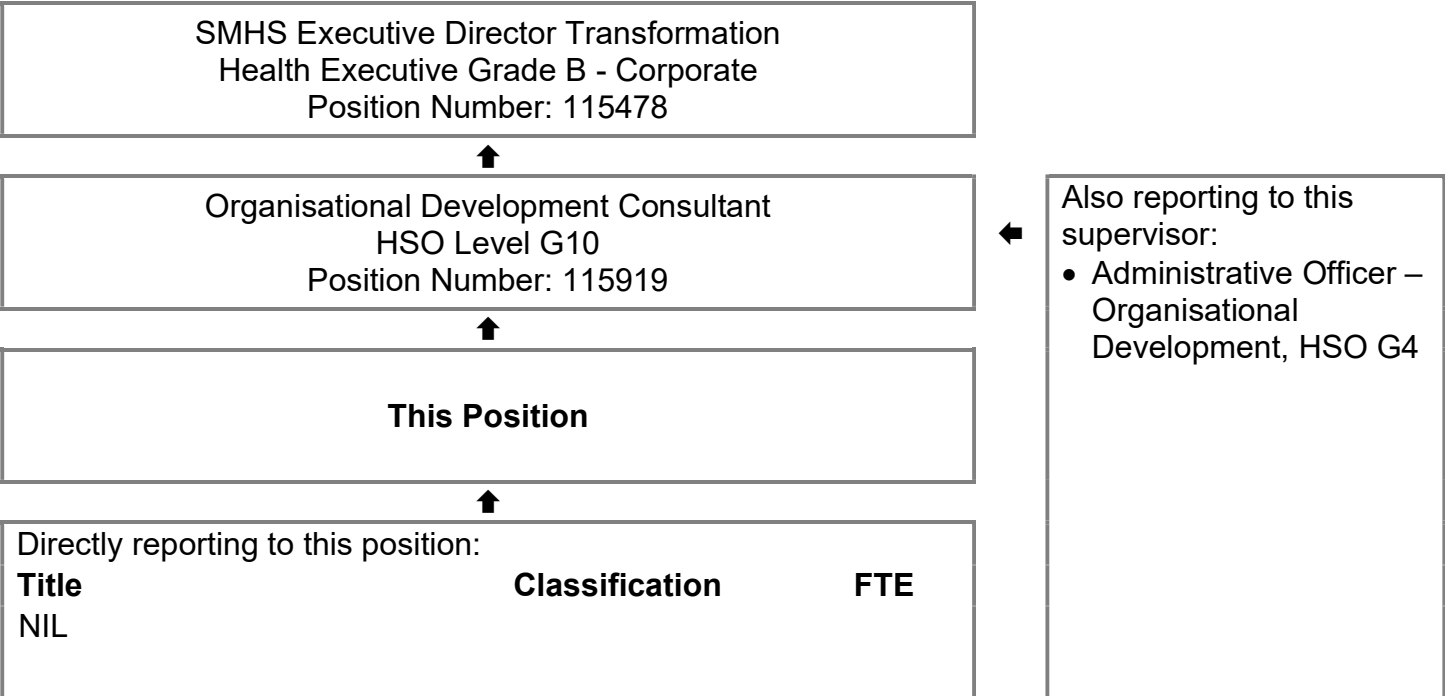 SMHS Executive Director Transformation
Health Executive Grade B - Corporate
Position Number: 115478
Organisational Development Consultant
HSO Level G10
Position Number: 115919
Also reporting to this
supervisor:
• Administrative Officer –
Organisational
Development, HSO G4
This Position
Directly reporting to this position:
Title Classification FTE
NIL